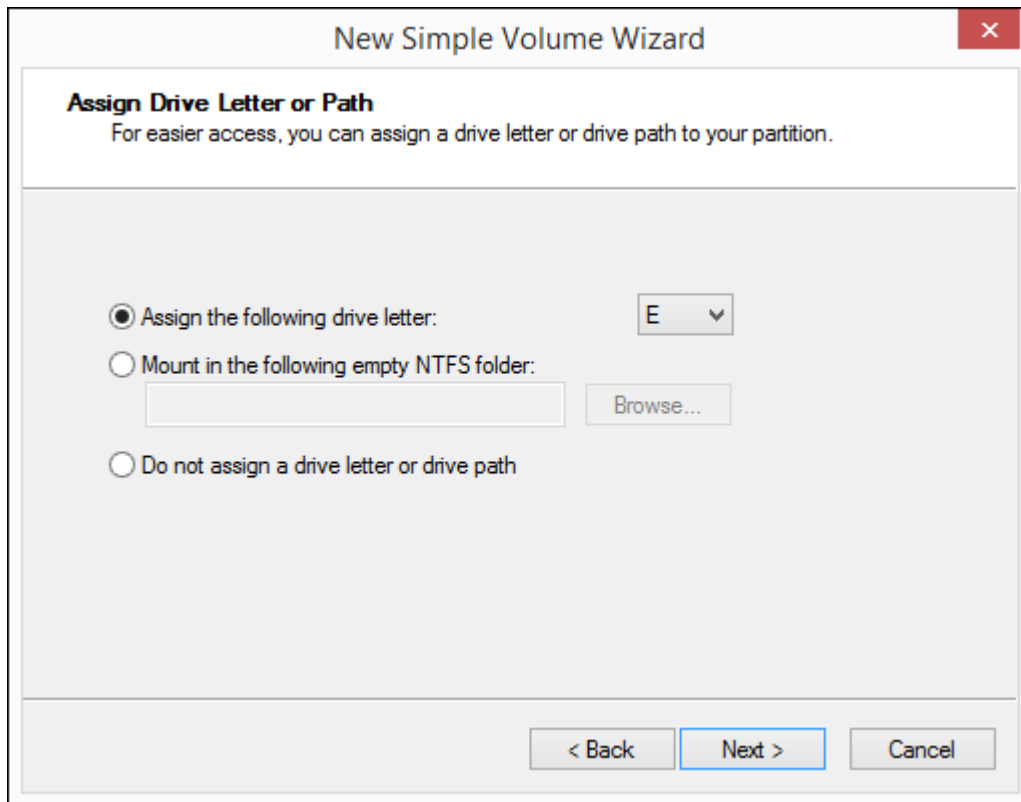 New Simple Volume Wizard
Assign Drive Letter or Path
For easier access, you can assign a drive letter or drive path to your partition.
Assign the following drive letter: E
Mount in the following empty NTFS folder:
Browse...
Do not assign a drive letter or drive path
< Back Next > Cancel